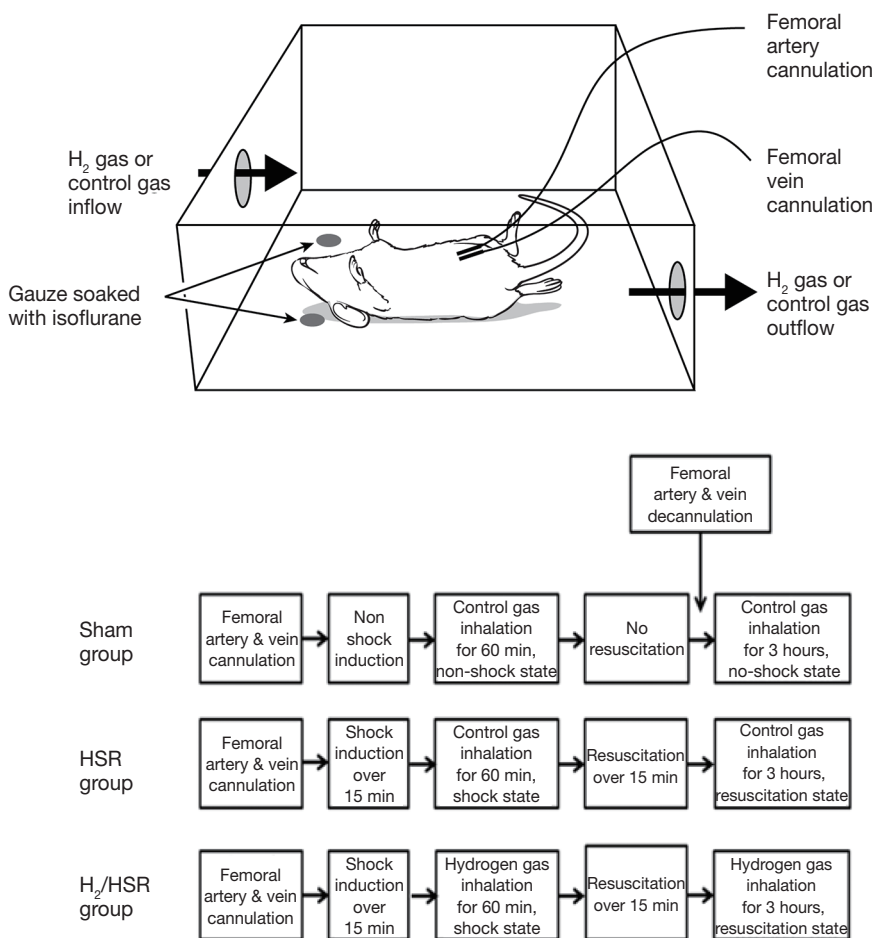 Femoral
artery
cannulation
H₂ gas or
control gas
inflow
Femoral
vein
cannulation
Gauze soaked
with isoflurane
H₂ gas or
control gas
outflow
Femoral
artery & vein
decannulation
Sham
group
Femoral
artery & vein
cannulation
Non
shock
induction
Control gas
inhalation
for 60 min,
non-shock state
No
resuscitation
Control gas
inhalation
for 3 hours,
no-shock state
HSR
group
Femoral
artery & vein
cannulation
Shock
induction
over
15 min
Control gas
inhalation
for 60 min,
shock state
Resuscitation
over 15 min
Control gas
inhalation
for 3 hours,
resuscitation state
H₂/HSR
group
Femoral
artery & vein
cannulation
Shock
induction
over
15 min
Hydrogen gas
inhalation
for 60 min,
shock state
Resuscitation
over 15 min
Hydrogen gas
inhalation
for 3 hours,
resuscitation state